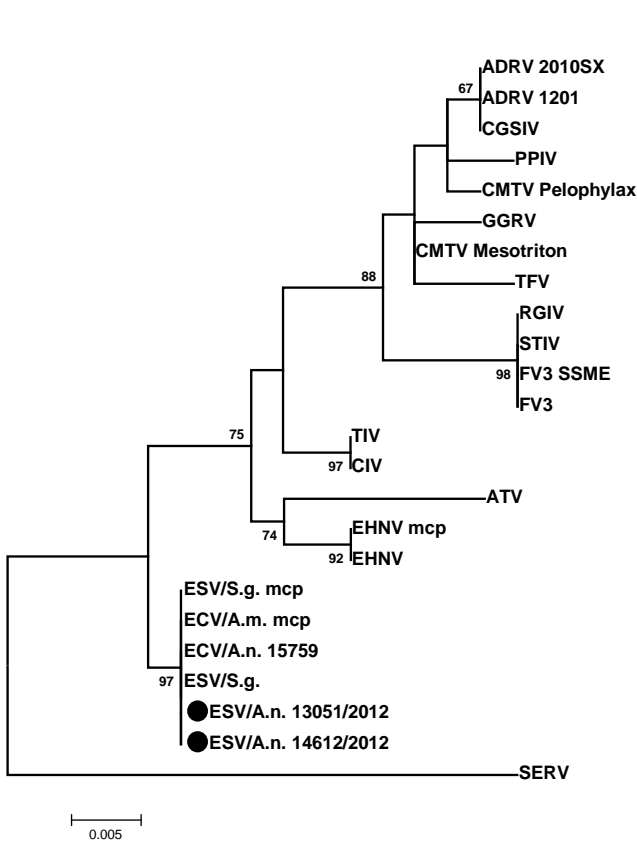 ADRV 2010SX
67
ADRV 1201
CGSIV
PPIV
CMTV Pelophylax
GGRV
CMTV Mesotriton
88
TFV
RGIV
STIV
98
FV3 SSME
FV3
75
TIV
97
CIV
ATV
74
EHNV mcp
92
EHNV
ESV/S.g. mcp
ECV/A.m. mcp
ECV/A.n. 15759
97
ESV/S.g.
ESV/A.n. 13051/2012
ESV/A.n. 14612/2012
SERV
0.005